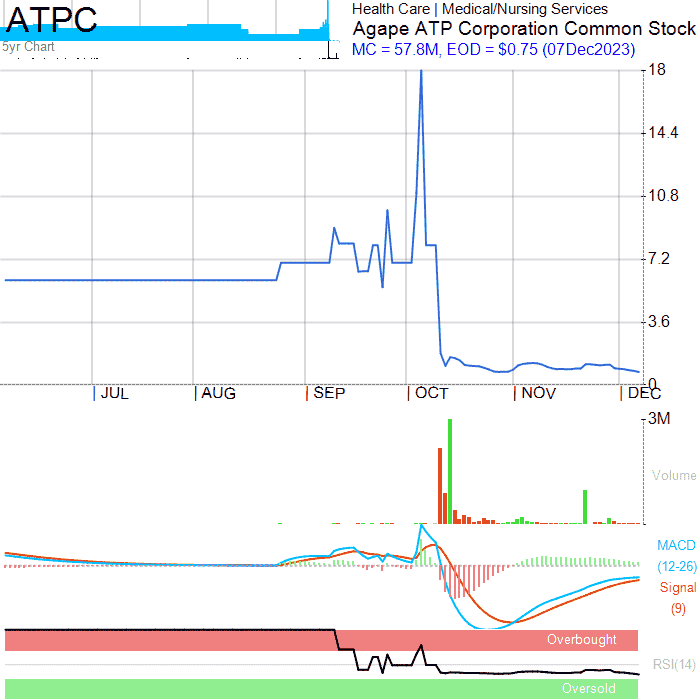 ATPC
5yr Chart
Health Care | Medical/Nursing Services
Agape ATP Corporation Common Stock
MC = 57.8M, EOD = $0.75 (07Dec2023)
18
14.4
10.8
7.2
3.6
0
JUL AUG SEP OCT NOV DEC
3M
Volume
MACD
(12-26)
Signal
(9)
Overbought
RSI(14)
Oversold